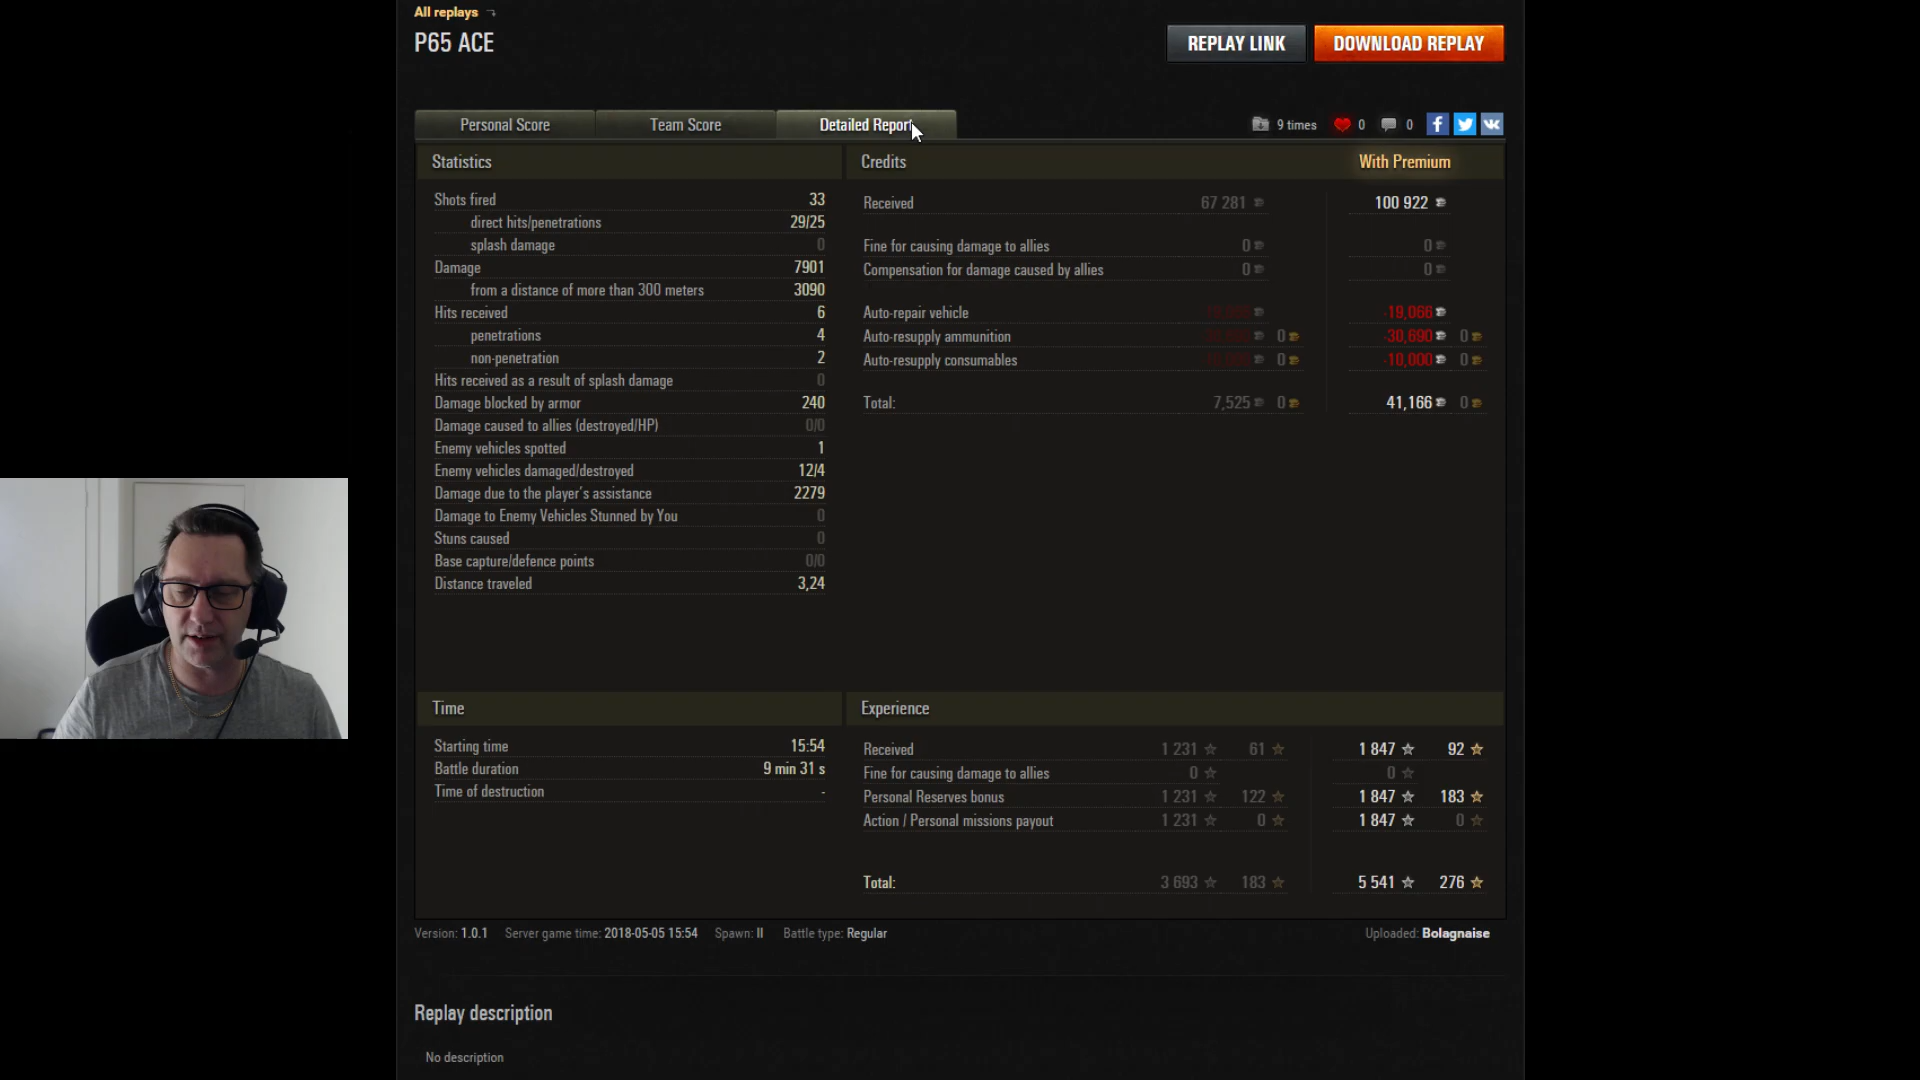 All replays
P65 ACE
REPLAY LINK
DOWNLOAD REPLAY
Personal Score
Team Score
Detailed Report
9 times
0
0
Statistics
Shots fired 33
direct hits/penetrations 29/25
splash damage 0
Damage 7901
from a distance of more than 300 meters 3090
Hits received 6
penetrations 4
non-penetration 2
Hits received as a result of splash damage 0
Damage blocked by armor 240
Damage caused to allies (destroyed/HP) 0/0
Enemy vehicles spotted 1
Enemy vehicles damaged/destroyed 12/4
Damage due to the player's assistance 2279
Damage to Enemy Vehicles Stunned by You 0
Stuns caused 0
Base capture/defence points 0/0
Distance traveled 3,24
Credits With Premium
Received 67 281 100 922
Fine for causing damage to allies 0 0
Compensation for damage caused by allies 0 0
Auto-repair vehicle -19,066
Auto-resupply ammunition 0 -30,690 0
Auto-resupply consumables 0 -10,000 0
Total: 7,525 0 41,166 0
Time
Starting time 15:54
Battle duration 9 min 31 s
Time of destruction -
Experience
Received 1 231 61 1 847 92
Fine for causing damage to allies 0 0
Personal Reserves bonus 1 231 122 1 847 183
Action / Personal missions payout 1 231 0 1 847 0
Total: 3 693 183 5 541 276
Version: 1.0.1 Server game time: 2018-05-05 15:54 Spawn: II Battle type: Regular
Uploaded: Bolagnaise
Replay description
No description